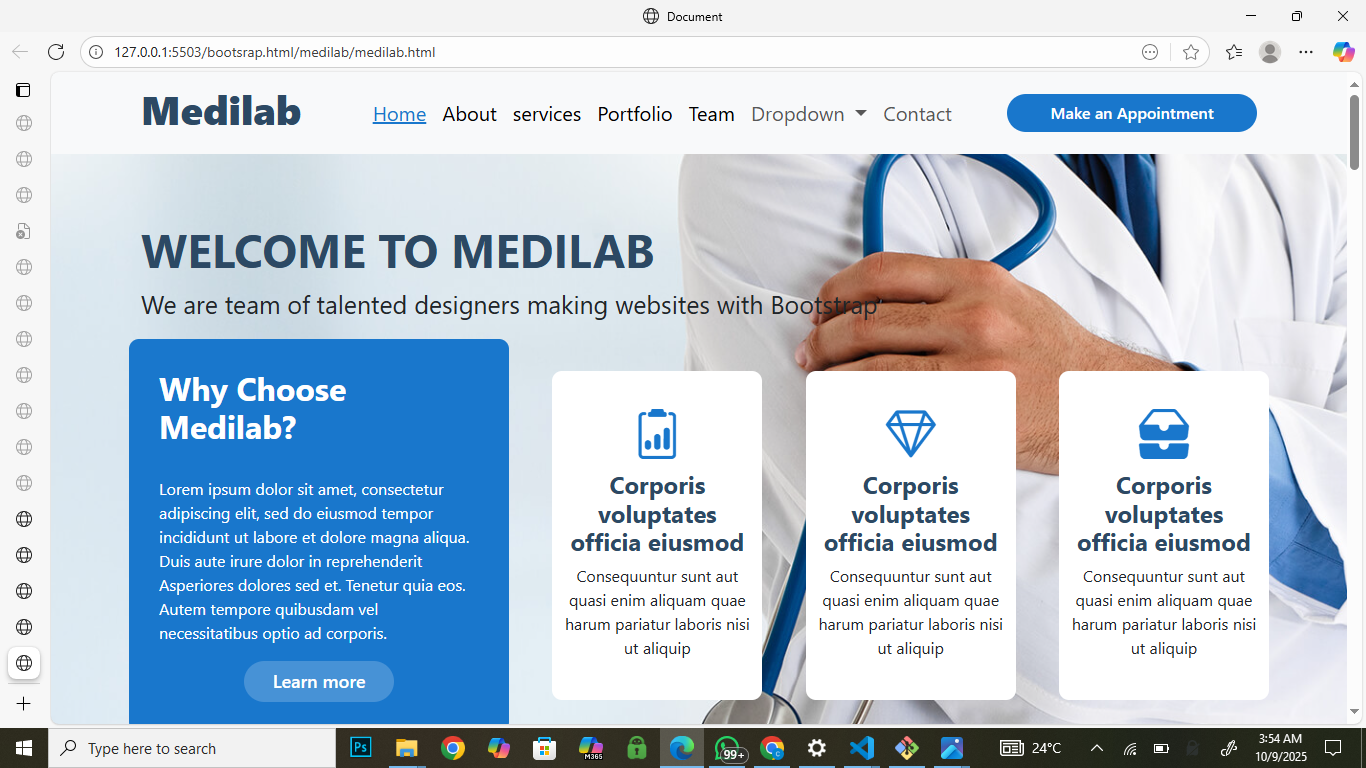 Document
127.0.0.1:5503/bootsrap.html/medilab/medilab.html
Medilab
Home About services Portfolio Team Dropdown Contact
Make an Appointment
WELCOME TO MEDILAB
We are team of talented designers making websites with Bootstrap"
Why Choose
Medilab?
Lorem ipsum dolor sit amet, consectetur
adipiscing elit, sed do eiusmod tempor
incididunt ut labore et dolore magna aliqua.
Duis aute irure dolor in reprehenderit
Asperiores dolores sed et. Tenetur quia eos.
Autem tempore quibusdam vel
necessitatibus optio ad corporis.
Learn more
Corporis
voluptates
officia eiusmod
Consequuntur sunt aut
quasi enim aliquam quae
harum pariatur laboris nisi
ut aliquip
Corporis
voluptates
officia eiusmod
Consequuntur sunt aut
quasi enim aliquam quae
harum pariatur laboris nisi
ut aliquip
Corporis
voluptates
officia eiusmod
Consequuntur sunt aut
quasi enim aliquam quae
harum pariatur laboris nisi
ut aliquip
Type here to search
Ps
M365
99+
C
24°C
3:54 AM
10/9/2025